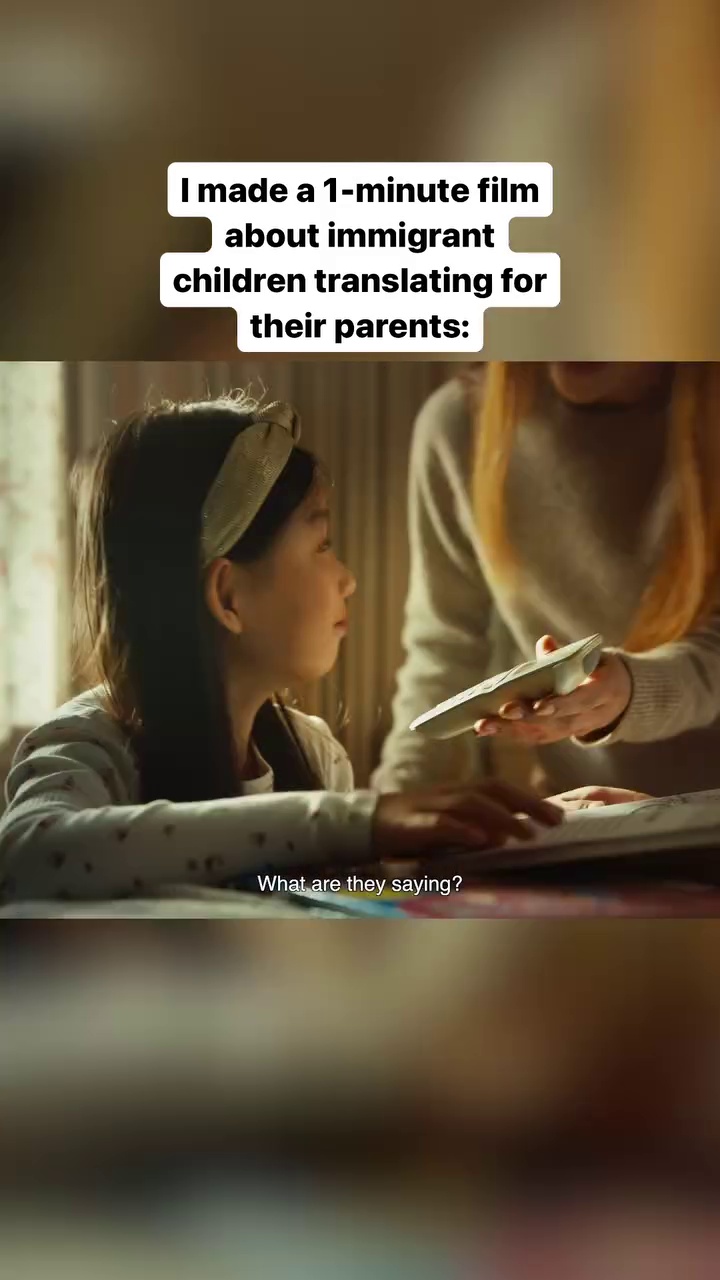 I made a 1-minute film
about immigrant
children translating for
their parents:
What are they saying?